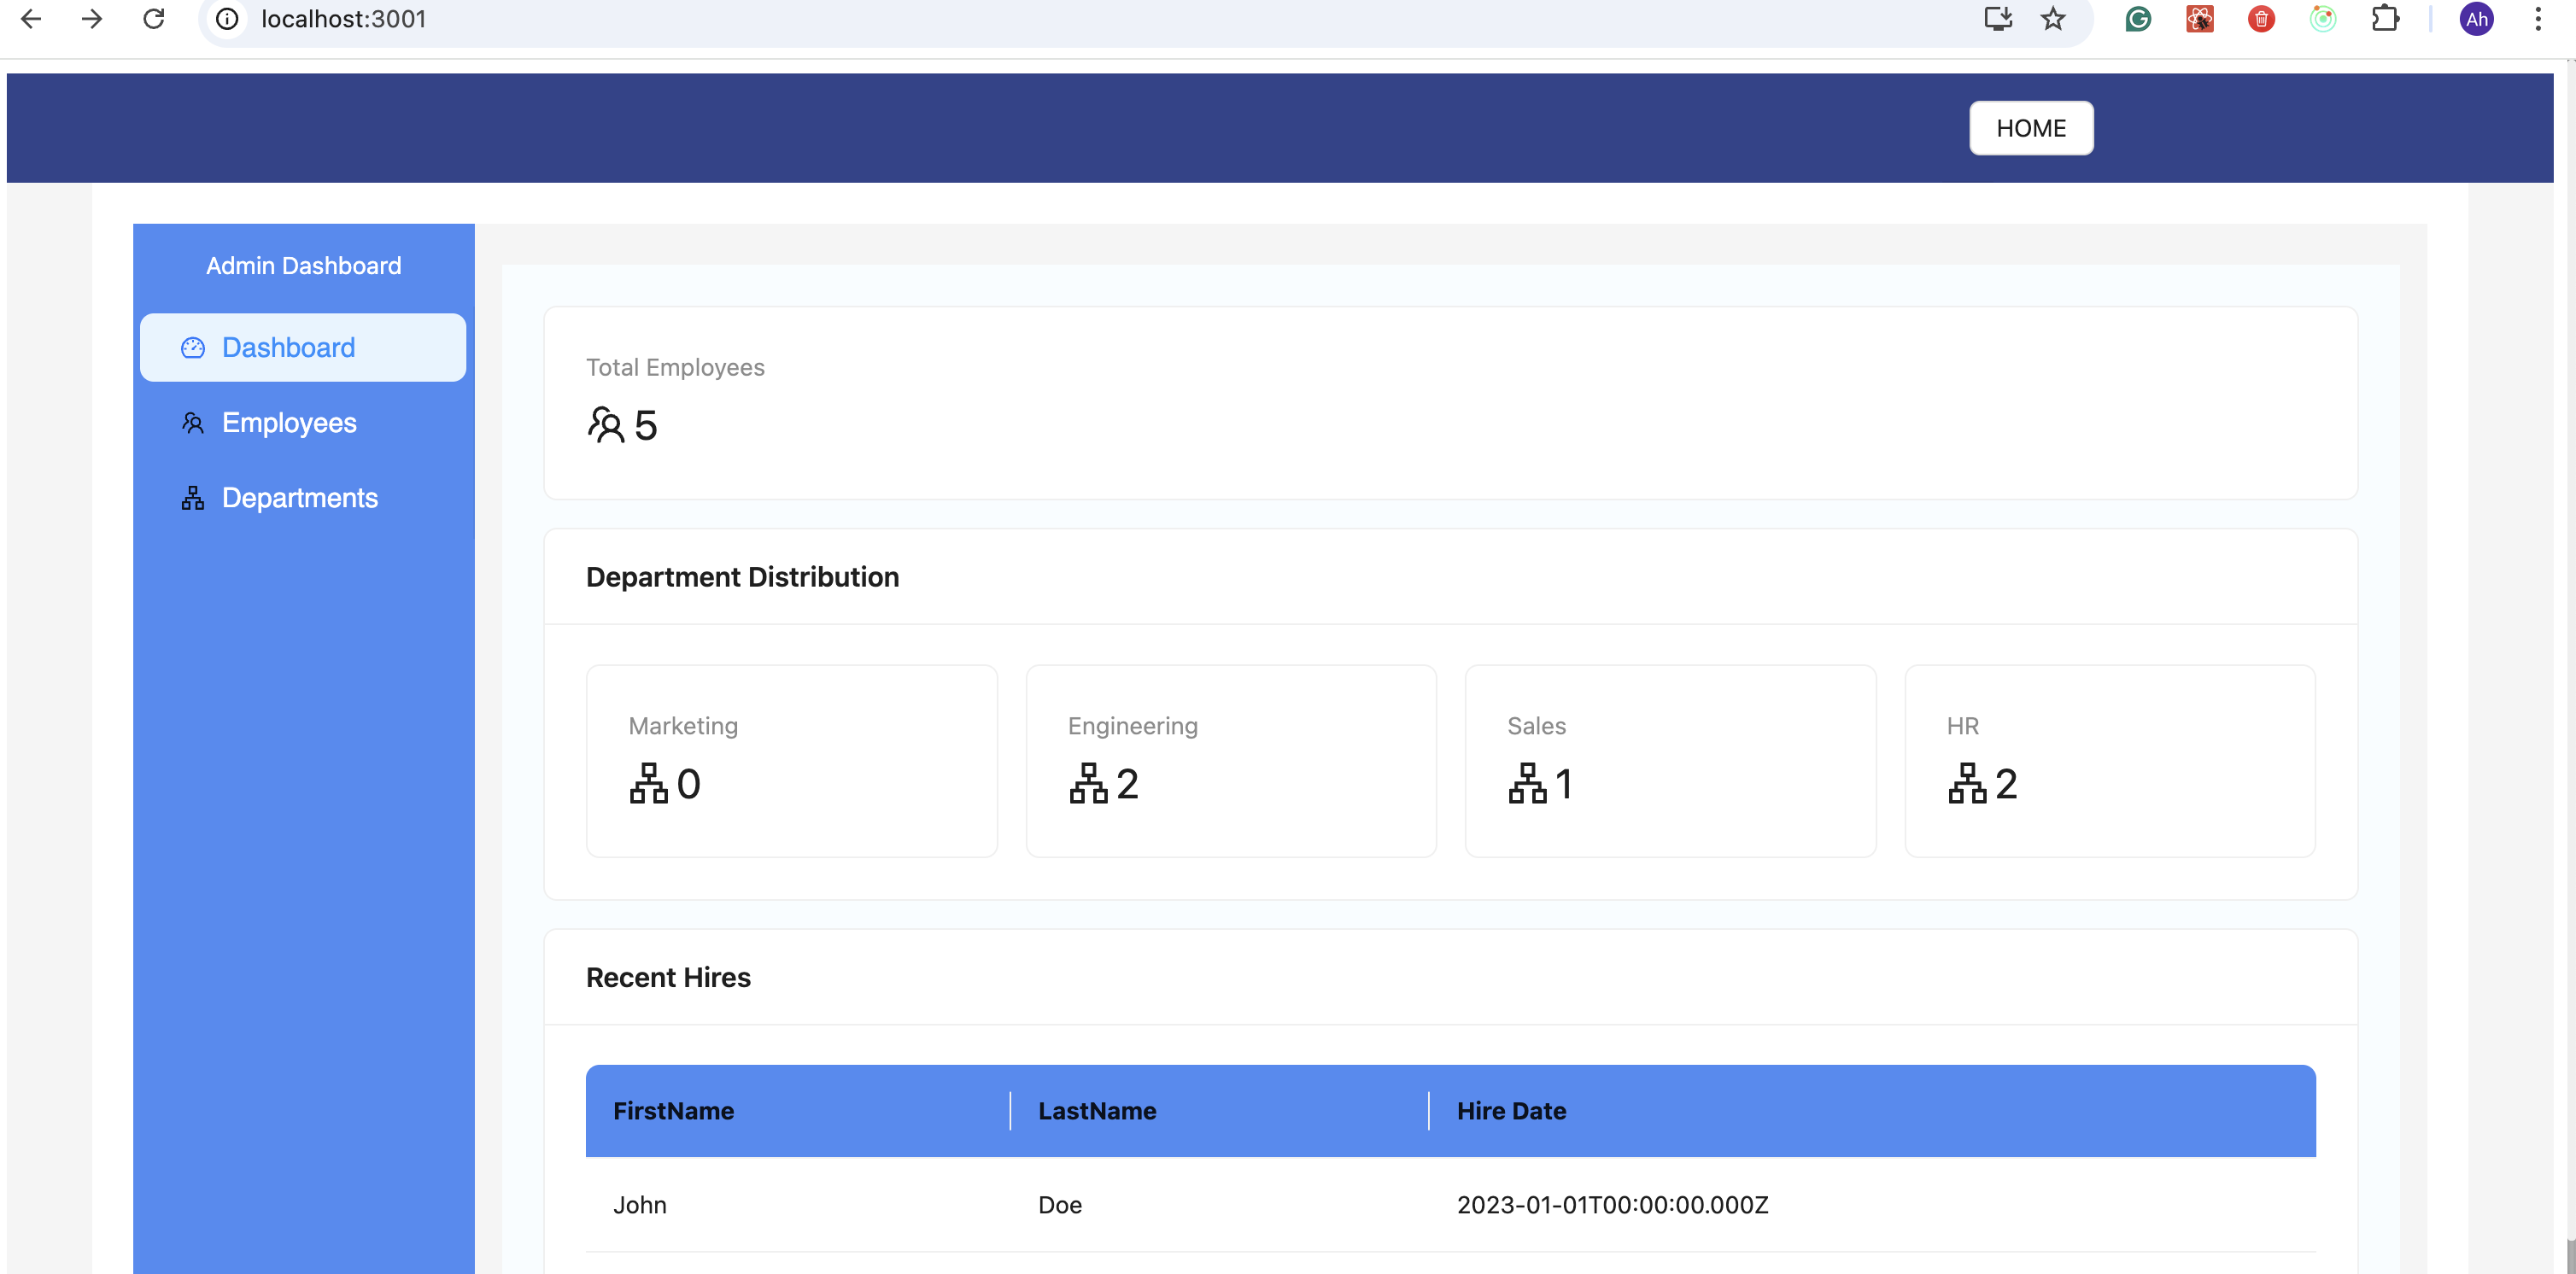 localhost:3001
Ah
HOME
Admin Dashboard
Dashboard
Employees
Departments
Total Employees
5
Department Distribution
Marketing
0
Engineering
2
Sales
1
HR
2
Recent Hires
FirstName LastName Hire Date
John Doe 2023-01-01T00:00:00.000Z